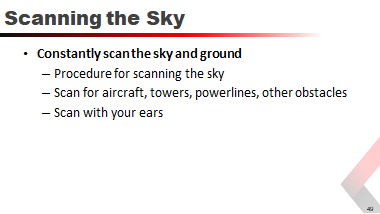 Scanning the Sky
• Constantly scan the sky and ground
– Procedure for scanning the sky
– Scan for aircraft, towers, powerlines, other obstacles
– Scan with your ears